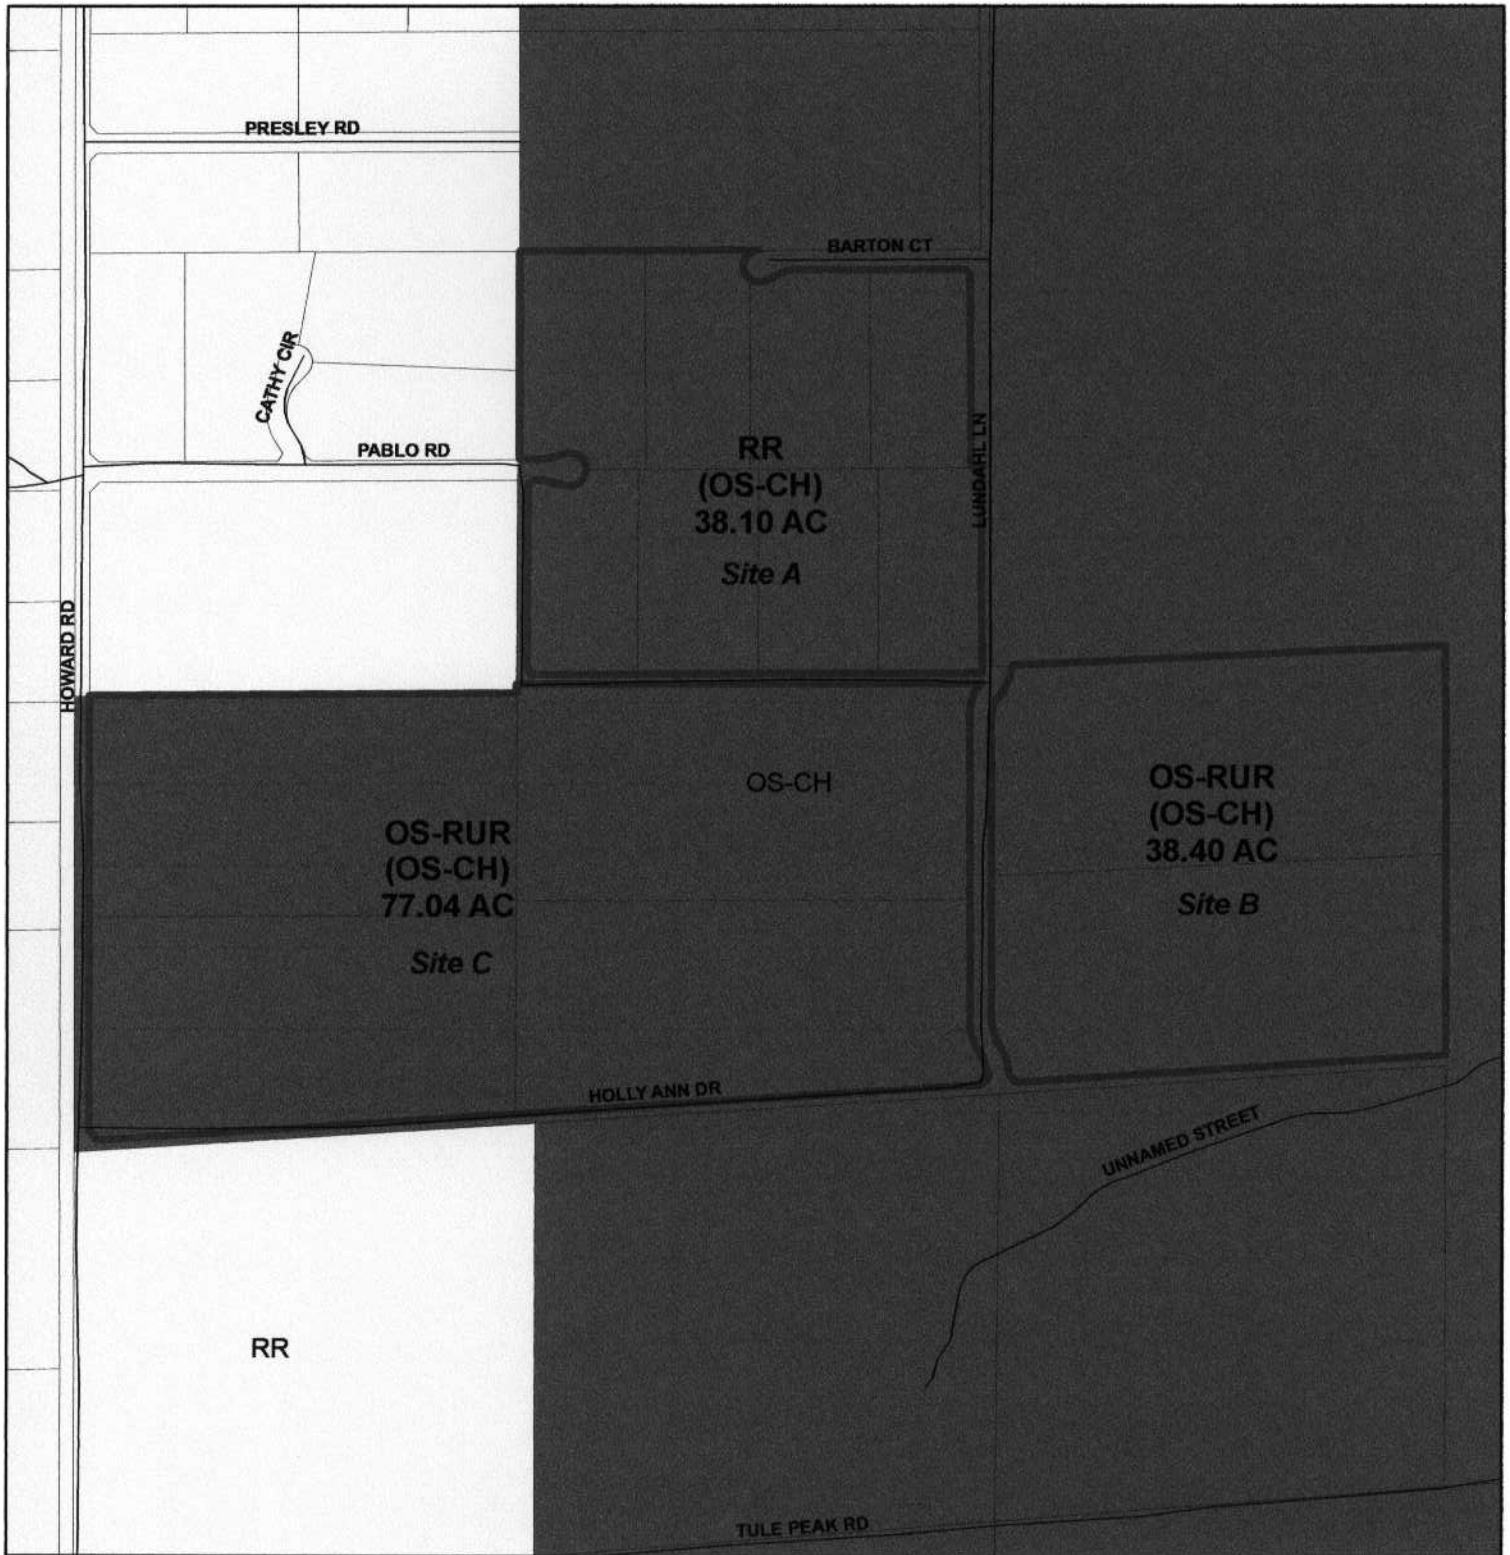 PRESLEY RD
BARTON CT
CATHY CIR
PABLO RD
LUNDAHL LN
RR
(OS-CH)
38.10 AC
Site A
HOWARD RD
OS-CH
OS-RUR
(OS-CH)
38.40 AC
Site B
OS-RUR
(OS-CH)
77.04 AC
Site C
HOLLY ANN DR
UNNAMED STREET
RR
TULE PEAK RD